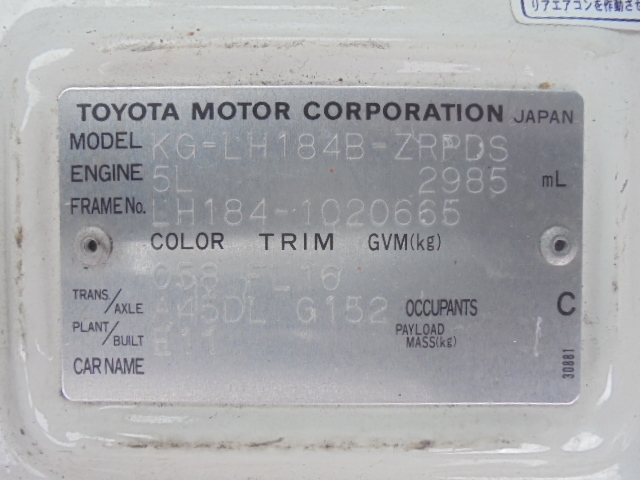 リアエアコンを作動させ
TOYOTA MOTOR CORPORATION JAPAN
MODEL KG-LH184B-ZRPDS
ENGINE 5L 2985 mL
FRAME No. LH184-1020665
COLOR TRIM GVM(kg)
058 FL16
TRANS./AXLE A45DL G152 OCCUPANTS C
PLANT/BUILT PAYLOAD MASS(kg)
CAR NAME
30881